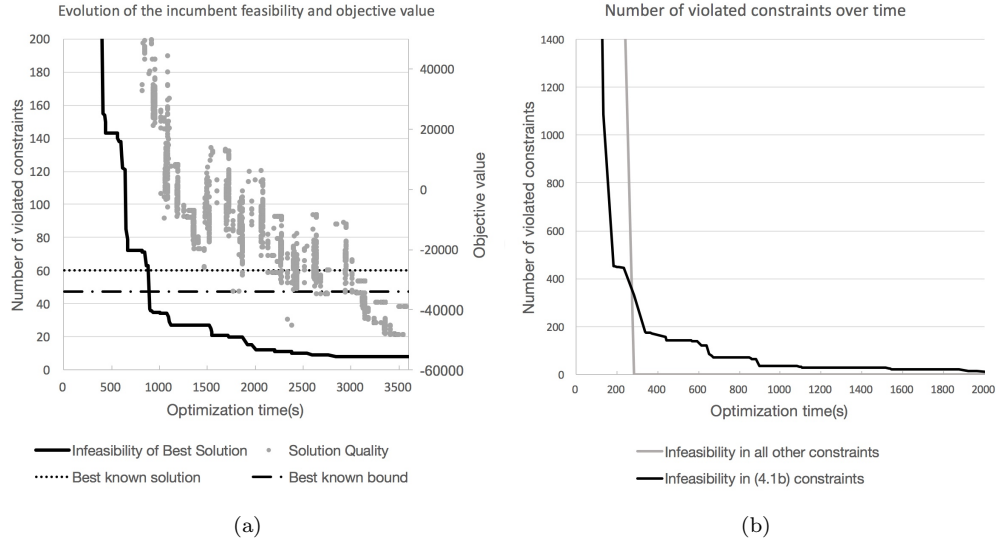 Evolution of the incumbent feasibility and objective value
200
180
160
140
120
100
80
60
40
20
0
Number of violated constraints
40000
20000
0
-20000
-40000
-60000
Objective value
0 500 1000 1500 2000 2500 3000 3500
Optimization time(s)
Infeasibility of Best Solution Solution Quality
Best known solution Best known bound
(a)
Number of violated constraints over time
1400
1200
1000
800
600
400
200
0
Number of violated constraints
0 200 400 600 800 1000 1200 1400 1600 1800 2000
Optimization time(s)
Infeasibility in all other constraints
Infeasibility in (4.1b) constraints
(b)